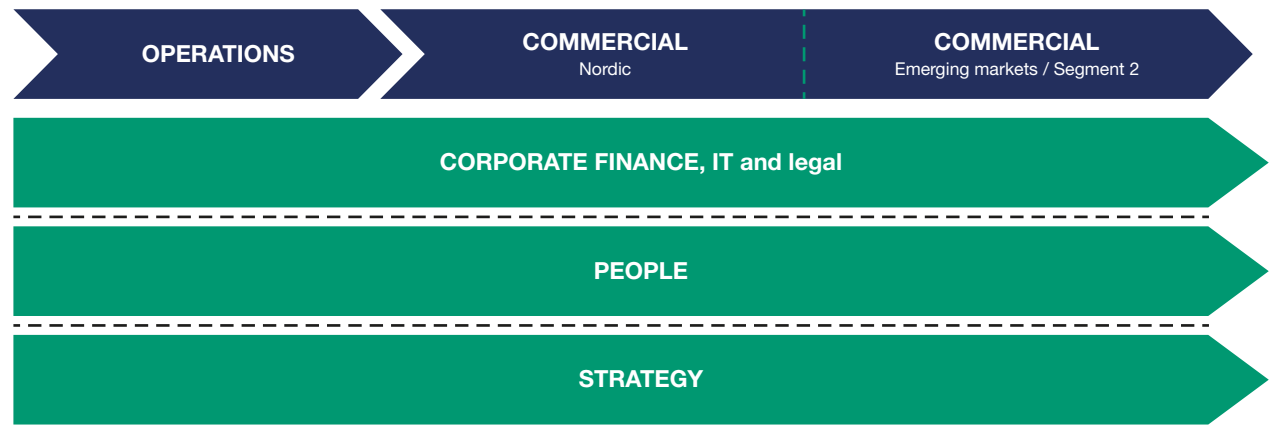 OPERATIONS
COMMERCIAL
Nordic
COMMERCIAL
Emerging markets / Segment 2
CORPORATE FINANCE, IT and legal
PEOPLE
STRATEGY